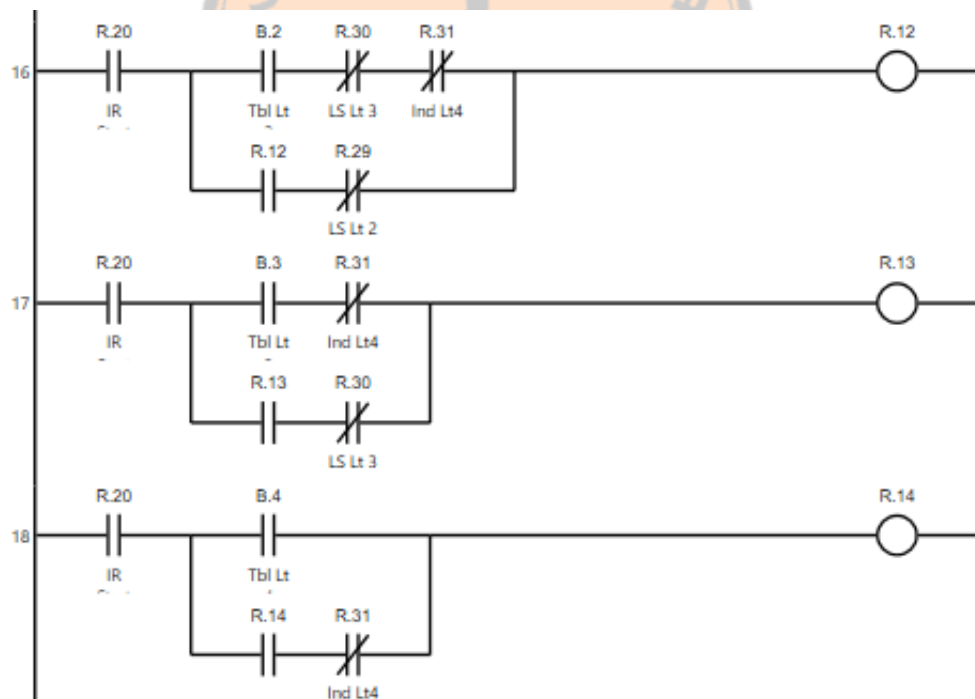 R.20 B.2 R.30 R.31 R.12
16
IR Tbl Lt LS Lt 3 Ind Lt4
R.12 R.29
LS Lt 2
R.20 B.3 R.31 R.13
17
IR Tbl Lt Ind Lt4
R.13 R.30
LS Lt 3
R.20 B.4 R.14
18
IR Tbl Lt
R.14 R.31
Ind Lt4